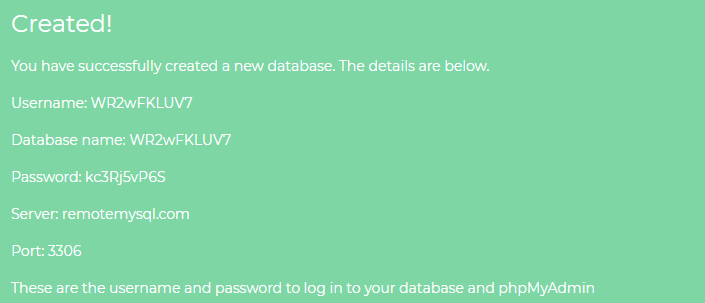 Created!
You have successfully created a new database. The details are below.
Username: WR2wFKLUV7
Database name: WR2wFKLUV7
Password: kc3Rj5vP6S
Server: remotemysql.com
Port: 3306
These are the username and password to log in to your database and phpMyAdmin